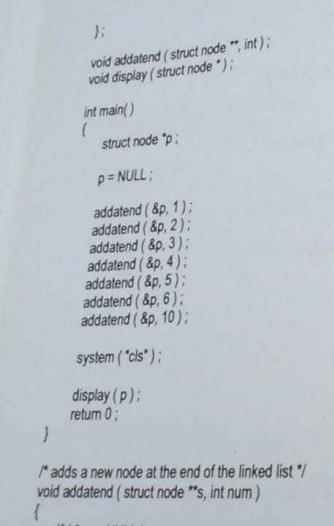 };
void addatend ( struct node **, int ) ;
void display ( struct node * ) ;
int main( )
{
struct node *p ;
p = NULL ;
addatend ( &p, 1 ) ;
addatend ( &p, 2 ) ;
addatend ( &p, 3 ) ;
addatend ( &p, 4 ) ;
addatend ( &p, 5 ) ;
addatend ( &p, 6 ) ;
addatend ( &p, 10 ) ;
system ( "cls" ) ;
display ( p ) ;
return 0 ;
}
/* adds a new node at the end of the linked list */
void addatend ( struct node **s, int num )
{